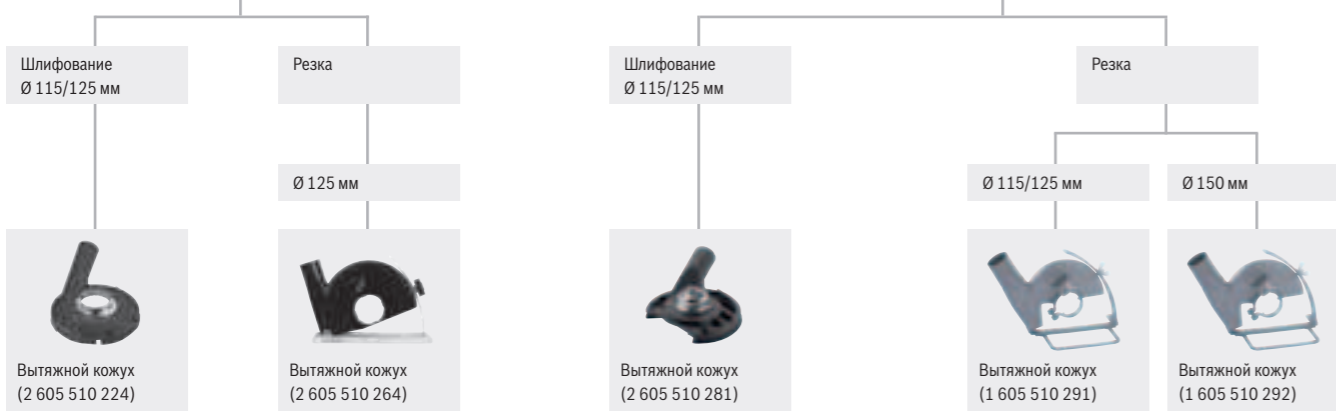 Шлифование
Ø 115/125 мм
Резка
Шлифование
Ø 115/125 мм
Резка
Ø 125 мм
Ø 115/125 мм
Ø 150 мм
Вытяжной кожух
(2 605 510 224)
Вытяжной кожух
(2 605 510 264)
Вытяжной кожух
(2 605 510 281)
Вытяжной кожух
(1 605 510 291)
Вытяжной кожух
(1 605 510 292)